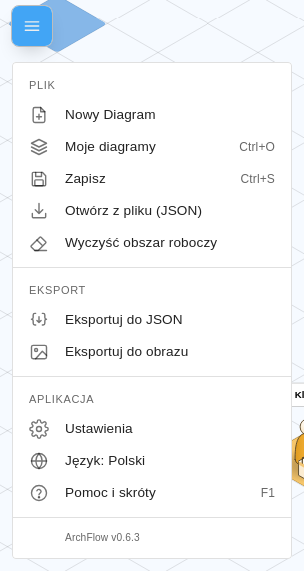 PLIK
Nowy Diagram
Moje diagramy Ctrl+O
Zapisz Ctrl+S
Otwórz z pliku (JSON)
Wyczyść obszar roboczy
EKSPORT
Eksportuj do JSON
Eksportuj do obrazu
APLIKACJA
Ustawienia
Język: Polski
Pomoc i skróty F1
ArchFlow v0.6.3